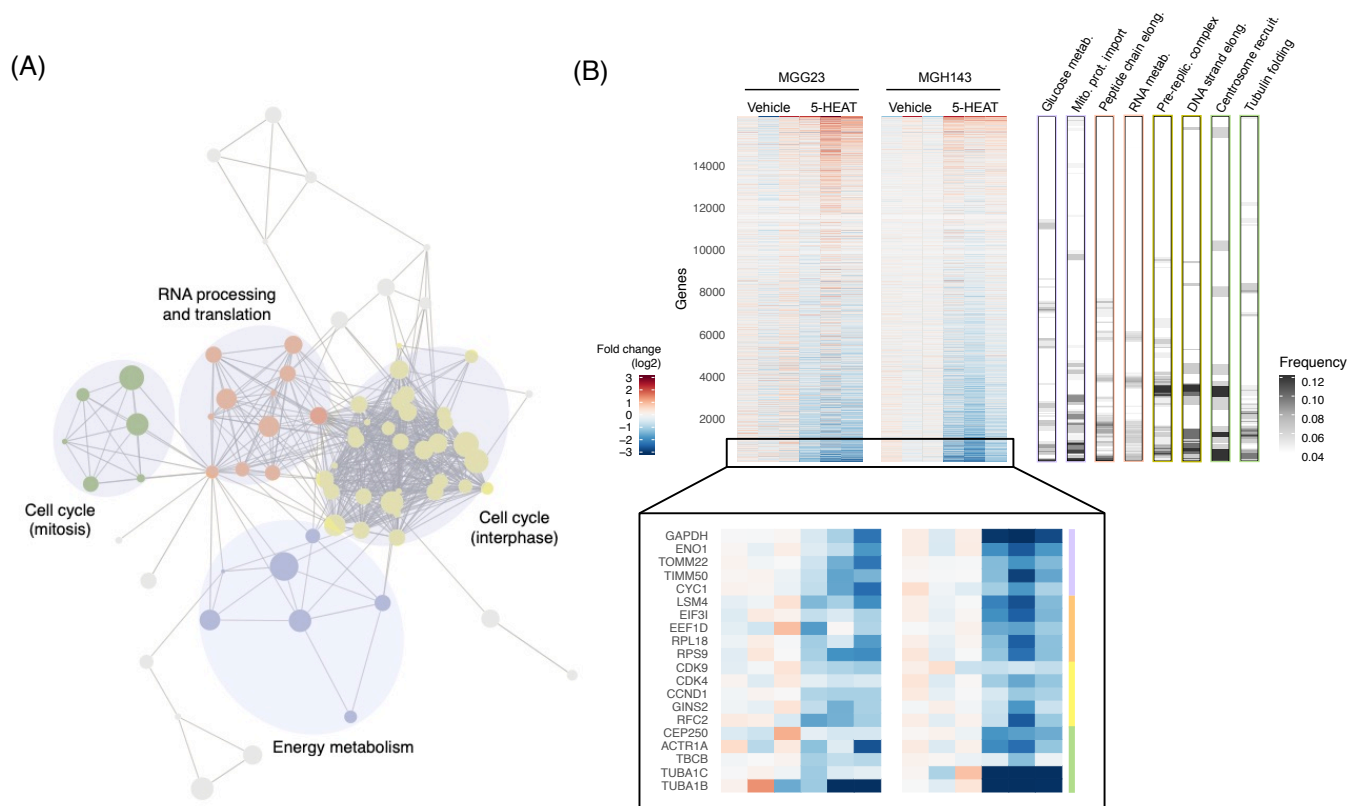 (A)
RNA processing
and translation
Cell cycle
(mitosis)
Cell cycle
(interphase)
Energy metabolism
(B)
MGG23
MGH143
Vehicle
5-HEAT
Vehicle
5-HEAT
Glucose metab.
Mito. prot. import
Peptide chain elong.
RNA metab.
Pre-replic. complex
DNA strand elong.
Centrosome recruit.
Tubulin folding
Genes
14000
12000
10000
8000
6000
4000
2000
Fold change
(log2)
3
2
1
0
−1
−2
−3
Frequency
0.12
0.10
0.08
0.06
0.04
GAPDH
ENO1
TOMM22
TIMM50
CYC1
LSM4
EIF3I
EEF1D
RPL18
RPS9
CDK9
CDK4
CCND1
GINS2
RFC2
CEP250
ACTR1A
TBCB
TUBA1C
TUBA1B